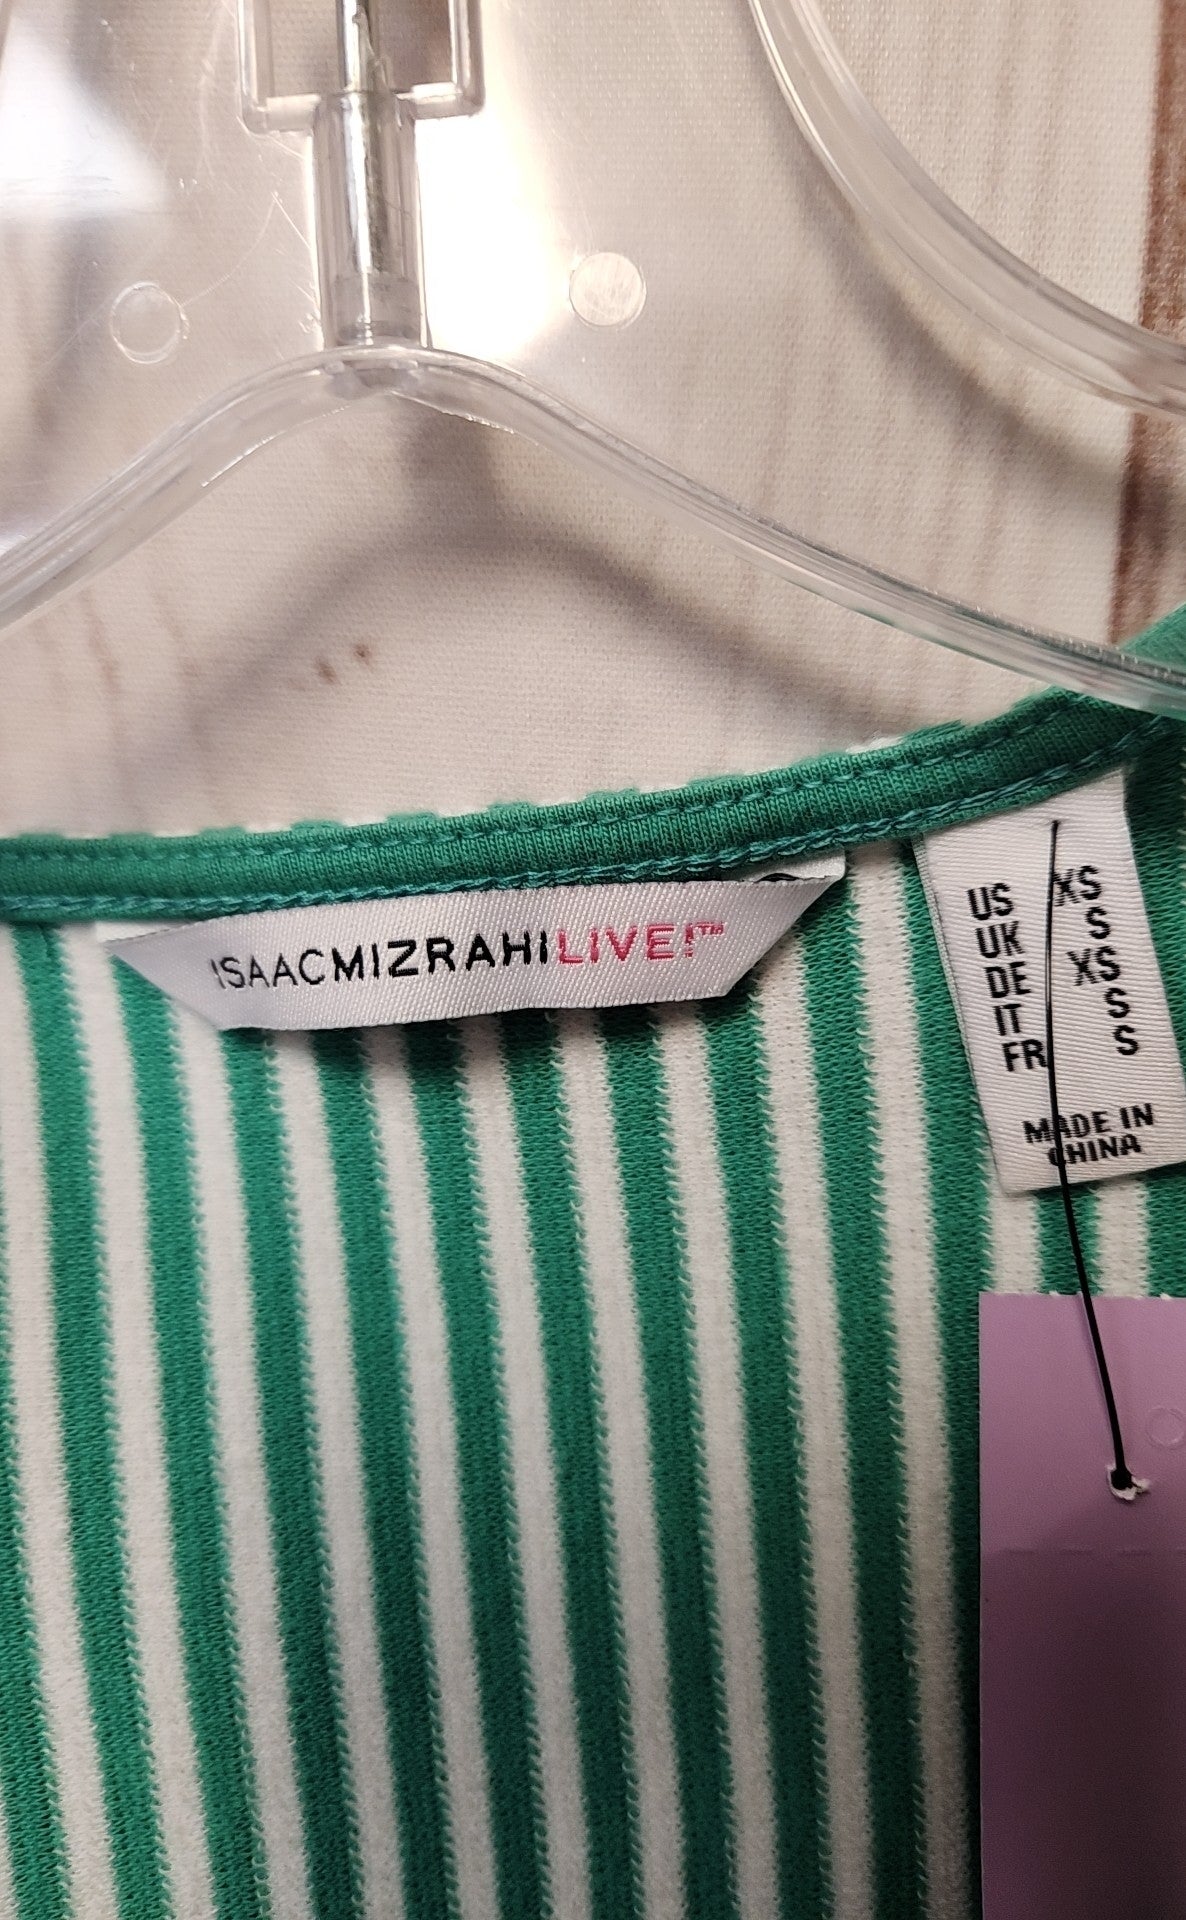 ISAACMIZRAHILIVE!™
US XS
UK S
DE XS
IT S
FR S
MADE IN
CHINA